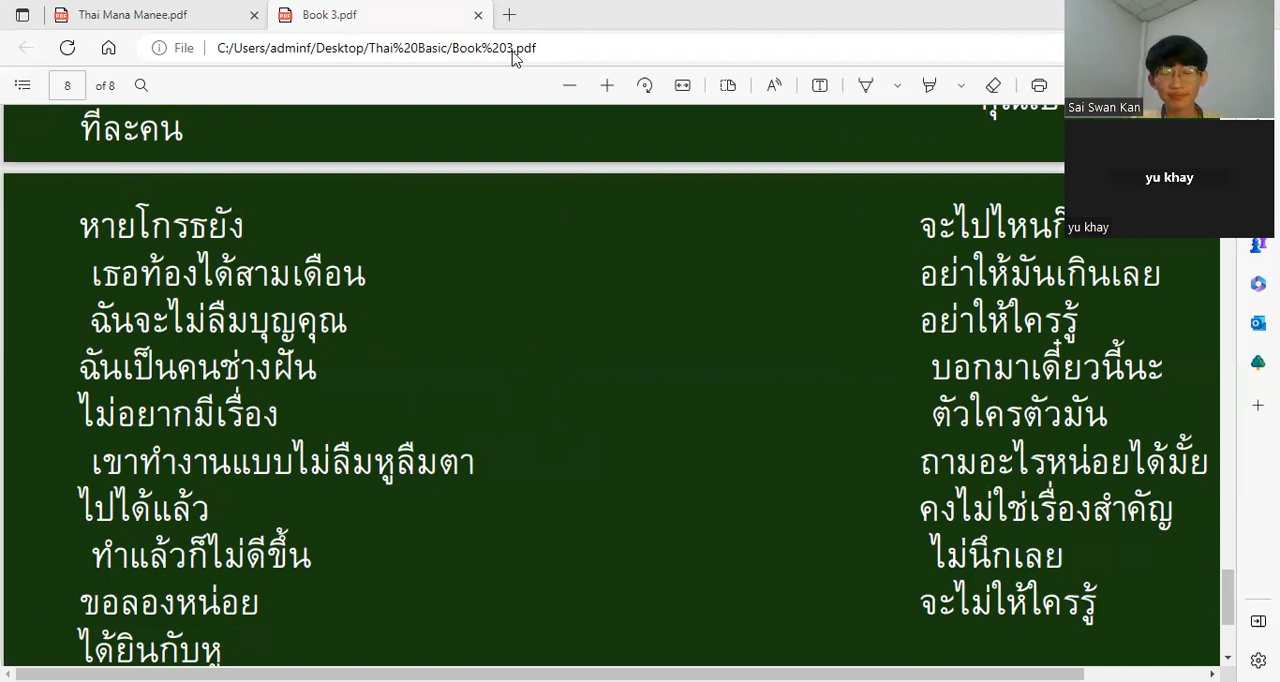 Thai Mana Manee.pdf
Book 3.pdf
File
C:/Users/adminf/Desktop/Thai%20Basic/Book%203.pdf
8 of 8
Sai Swan Kan
yu khay
yu khay
ทีละคน
หายโกรธยัง
เธอท้องได้สามเดือน
ฉันจะไม่ลืมบุญคุณ
ฉันเป็นคนช่างฝัน
ไม่อยากมีเรื่อง
เขาทำงานแบบไม่ลืมหูลืมตา
ไปได้แล้ว
ทำแล้วก็ไม่ดีขึ้น
ขอลองหน่อย
ได้ยินกับหู
จะไปไหนก็
อย่าให้มันเกินเลย
อย่าให้ใครรู้
บอกมาเดี๋ยวนี้นะ
ตัวใครตัวมัน
ถามอะไรหน่อยได้มั้ย
คงไม่ใช่เรื่องสำคัญ
ไม่นึกเลย
จะไม่ให้ใครรู้